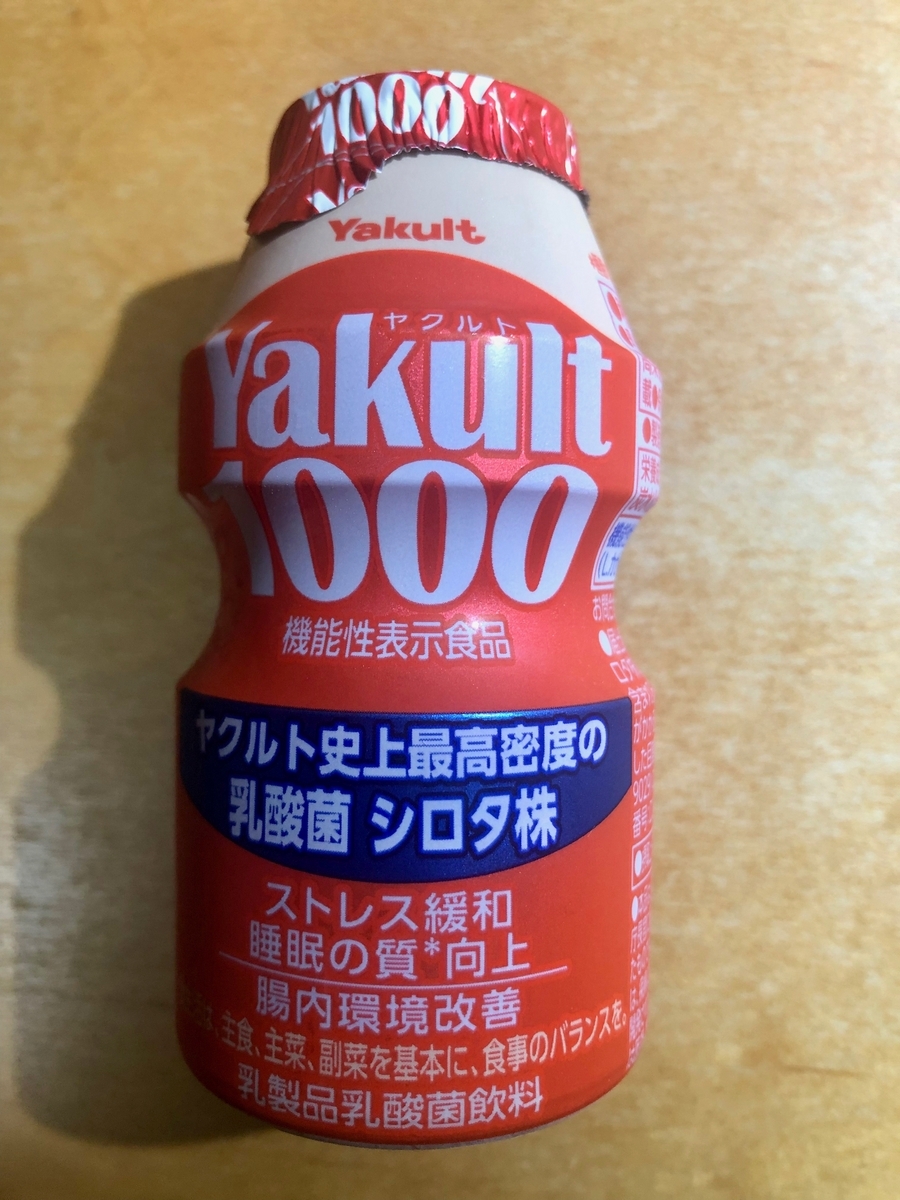 1000
Yakult
ヤクルト
Yakult
1000
機能性表示食品
ヤクルト史上最高密度の
乳酸菌 シロタ株
ストレス緩和
睡眠の質*向上
腸内環境改善
は、主食、主菜、副菜を基本に、食事のバランスを。
乳製品乳酸菌飲料